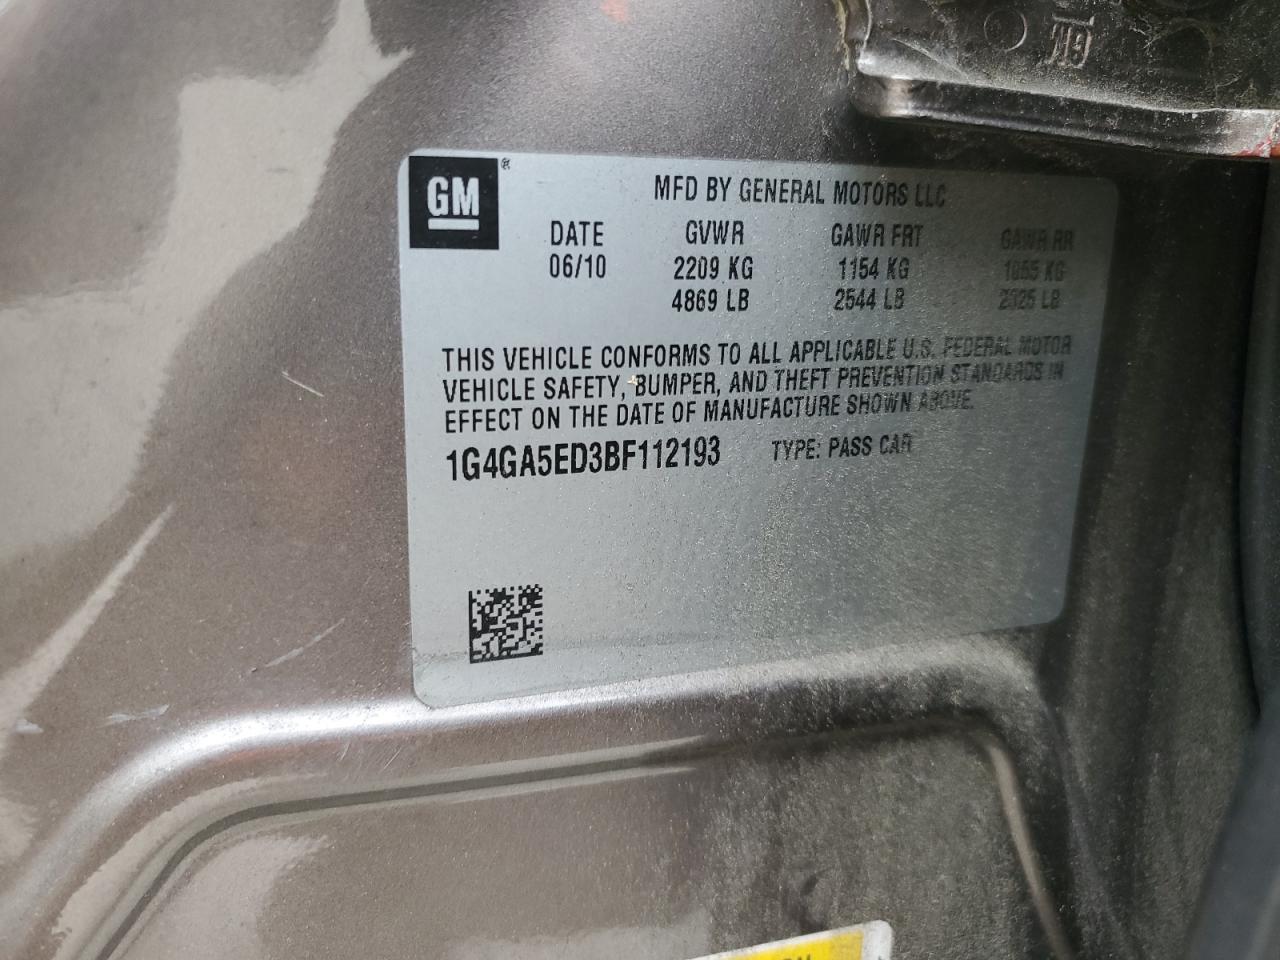 GM®
MFD BY GENERAL MOTORS LLC
DATE GVWR GAWR FRT GAWR RR
06/10 2209 KG 1154 KG 1055 KG
4869 LB 2544 LB 2325 LB
THIS VEHICLE CONFORMS TO ALL APPLICABLE U.S. FEDERAL MOTOR
VEHICLE SAFETY, BUMPER, AND THEFT PREVENTION STANDARDS IN
EFFECT ON THE DATE OF MANUFACTURE SHOWN ABOVE.
1G4GA5ED3BF112193 TYPE: PASS CAR